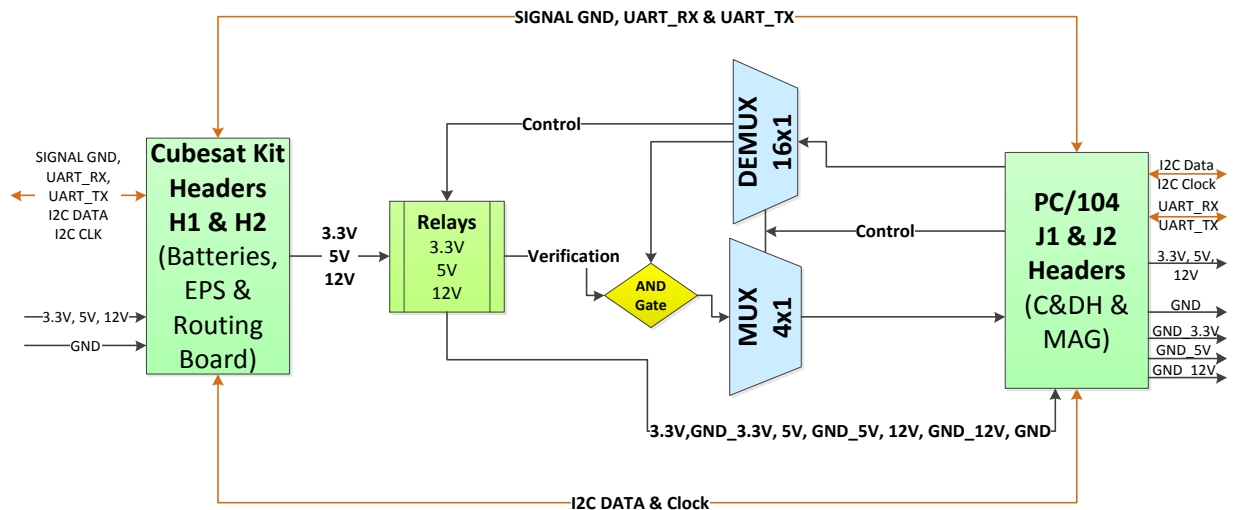 SIGNAL GND, UART_RX & UART_TX
SIGNAL GND,
UART_RX,
UART_TX
I2C DATA
I2C CLK
3.3V, 5V, 12V
GND
Cubesat Kit
Headers
H1 & H2
(Batteries,
EPS &
Routing
Board)
3.3V
5V
12V
Control
Relays
3.3V
5V
12V
Verification
AND
Gate
DEMUX
16x1
MUX
4x1
Control
3.3V,GND_3.3V, 5V, GND_5V, 12V, GND_12V, GND
PC/104
J1 & J2
Headers
(C&DH &
MAG)
I2C Data
I2C Clock
UART_RX
UART_TX
3.3V, 5V,
12V
GND
GND_3.3V
GND_5V
GND_12V
I2C DATA & Clock